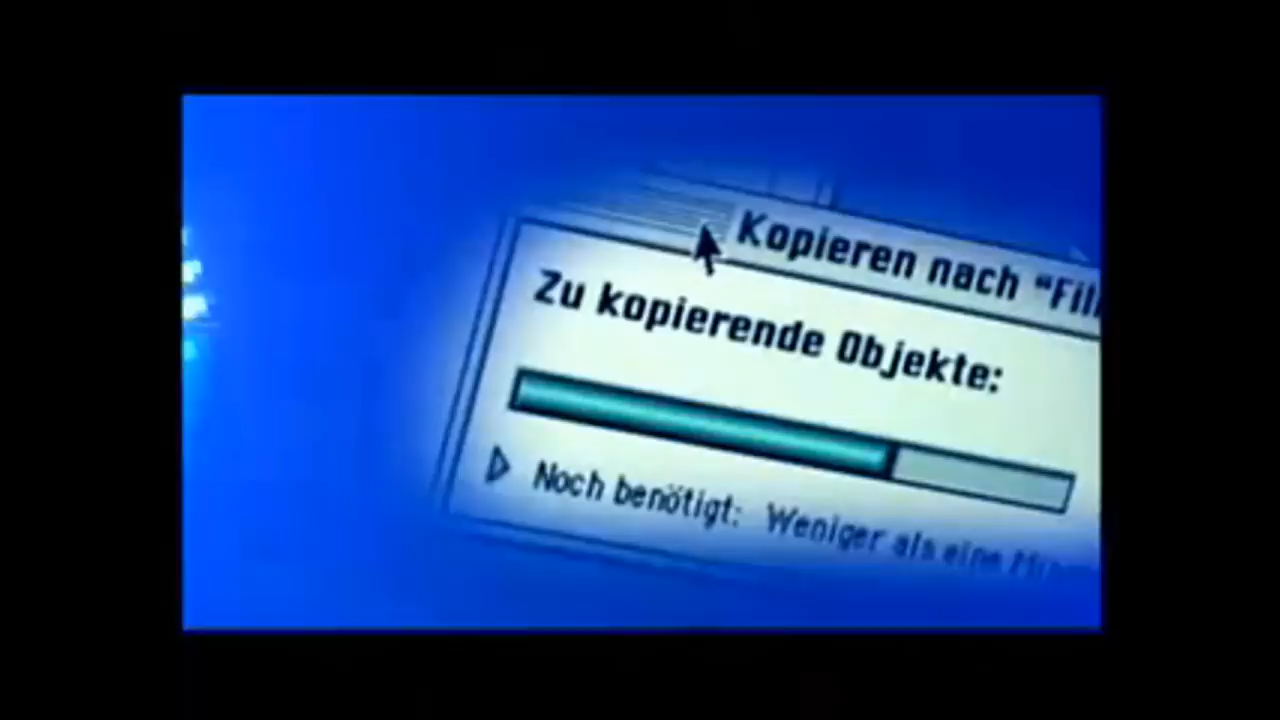 Kopieren nach “Fil
Zu kopierende Objekte:
Noch benötigt: Weniger als eine